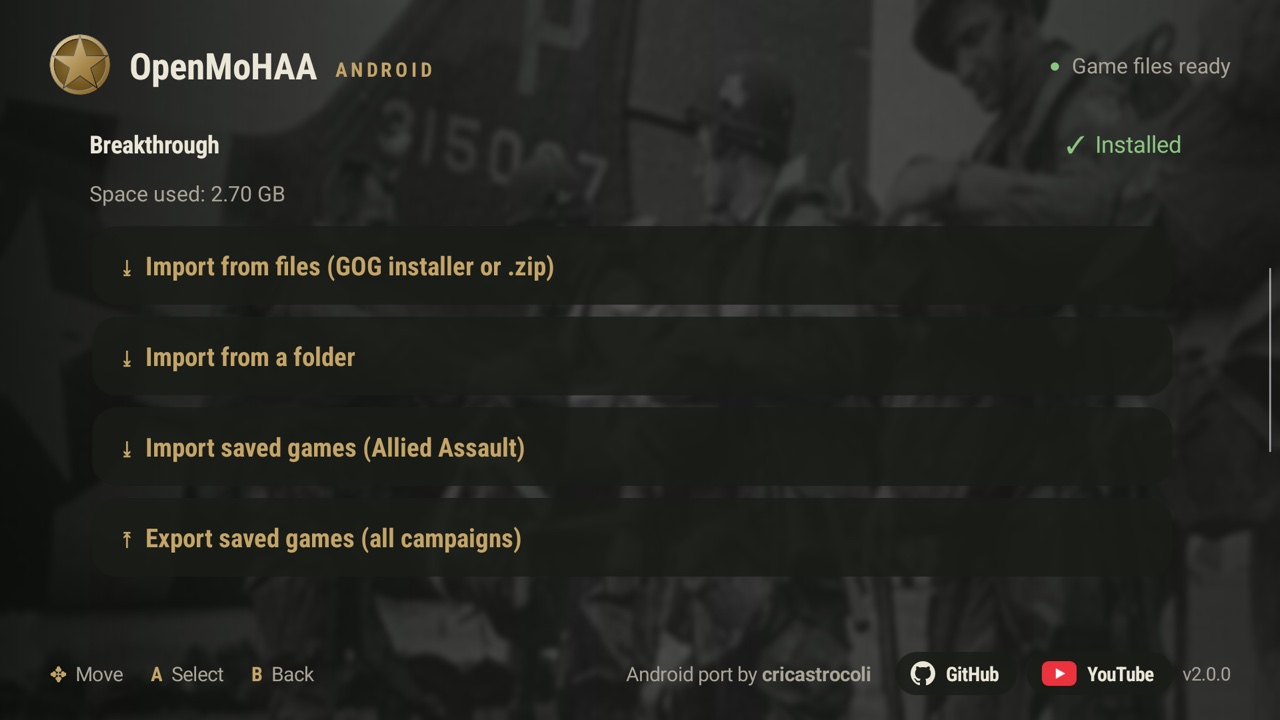 OpenMoHAA ANDROID
Game files ready
Breakthrough
✓ Installed
Space used: 2.70 GB
Import from files (GOG installer or .zip)
Import from a folder
Import saved games (Allied Assault)
Export saved games (all campaigns)
Move A Select B Back
Android port by cricastrocoli GitHub YouTube v2.0.0